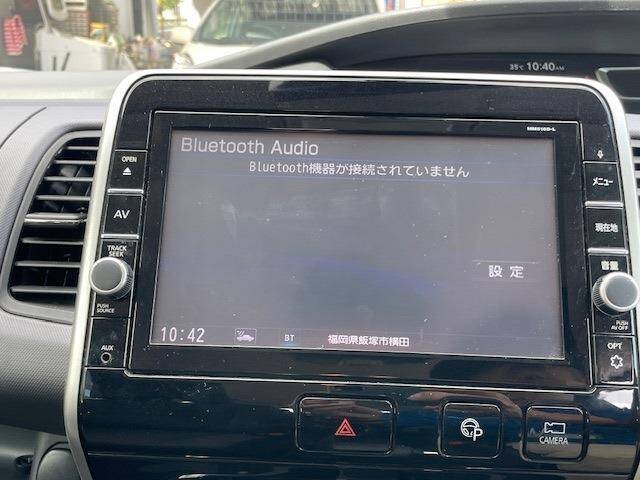 35℃ 10:40AM
MM516D-L
OPEN
Bluetooth Audio
Bluetooth機器が接続されていません
メニュー
AV
現在地
TRACK
SEEK
音量
設定
PUSH
SOURCE
PUSH
AV OFF
10:42
BT
福岡県飯塚市横田
AUX
OPT
P
CAMERA